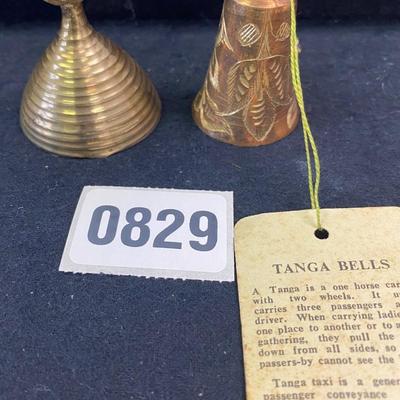 0829
TANGA BELLS
A Tanga is a one horse car
with two wheels. It u
carries three passengers a
driver. When carrying ladie
one place to another or to a
gathering, they pull the
down from all sides, so
passers-by cannot see the
Tanga taxi is a gener
passenger conveyance